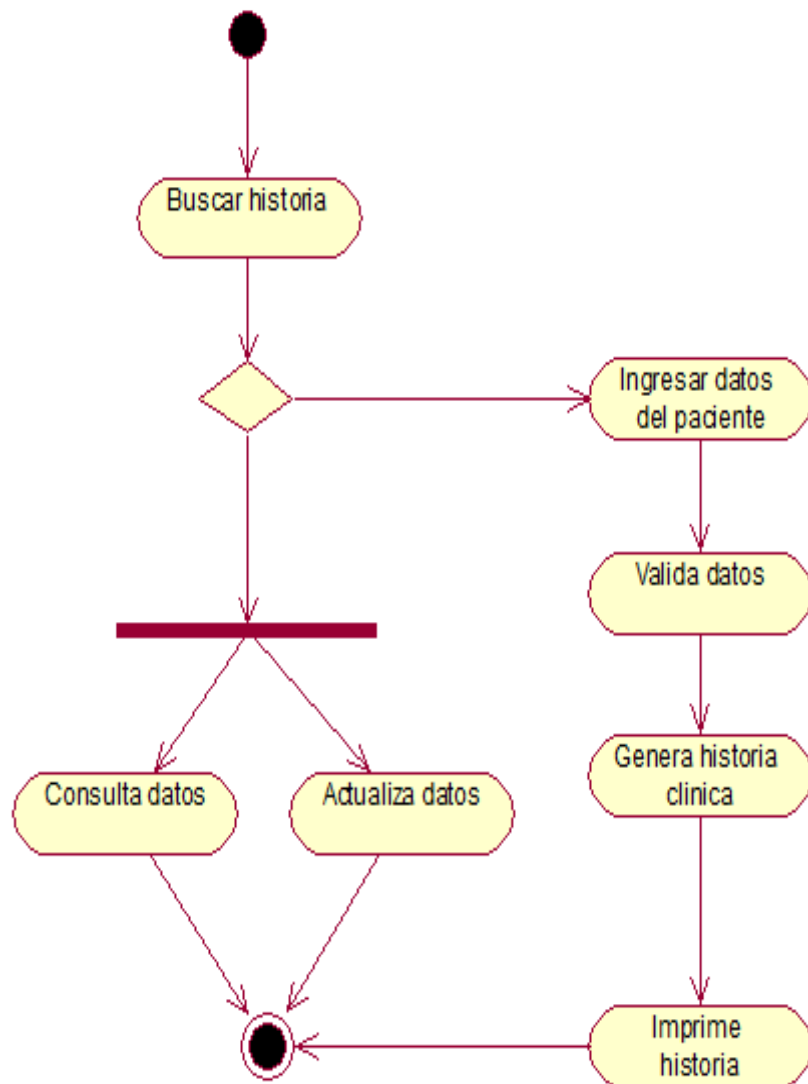 Buscar historia
Ingresar datos
del paciente
Valida datos
Genera historia
clinica
Consulta datos
Actualiza datos
Imprime
historia